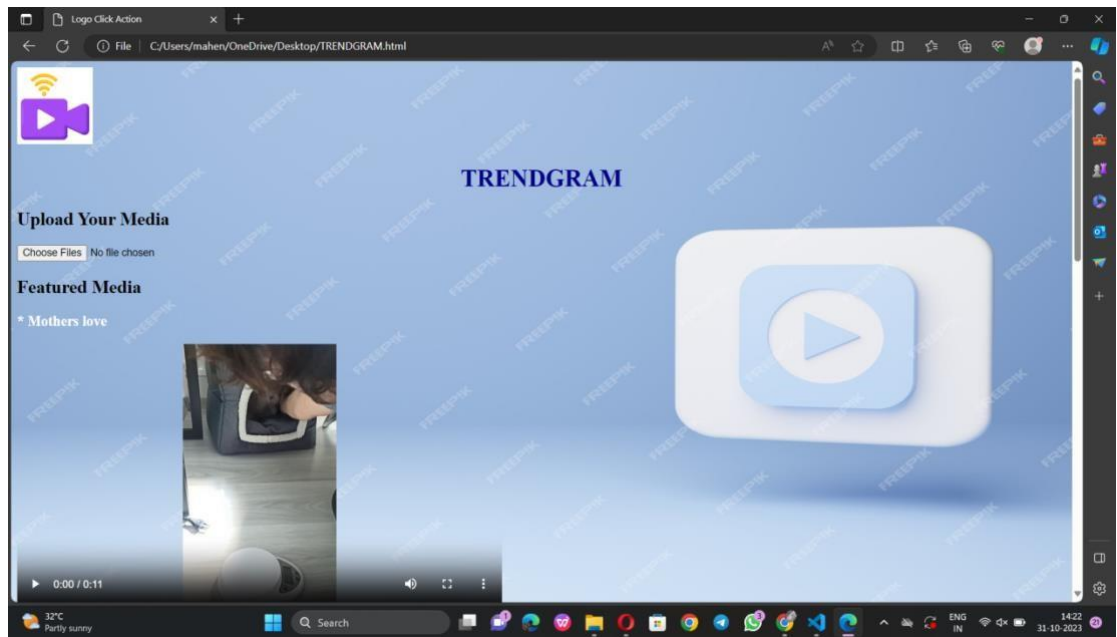 Logo Click Action
File C:/Users/mahen/OneDrive/Desktop/TRENDGRAM.html
TRENDGRAM
Upload Your Media
Choose Files No file chosen
Featured Media
* Mothers love
0:00 / 0:11
FREEPIK
32°C
Partly sunny
Search
ENG
IN
14:22
31-10-2023